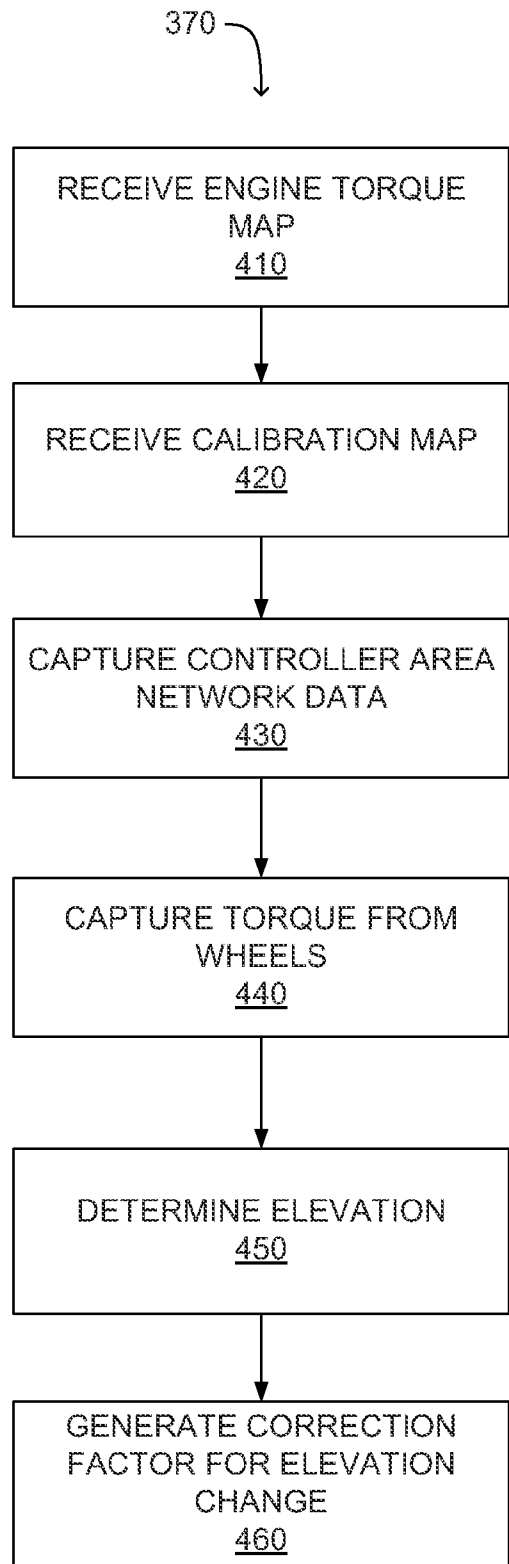 370
RECEIVE ENGINE TORQUE
MAP
410
RECEIVE CALIBRATION MAP
420
CAPTURE CONTROLLER AREA
NETWORK DATA
430
CAPTURE TORQUE FROM
WHEELS
440
DETERMINE ELEVATION
450
GENERATE CORRECTION
FACTOR FOR ELEVATION
CHANGE
460